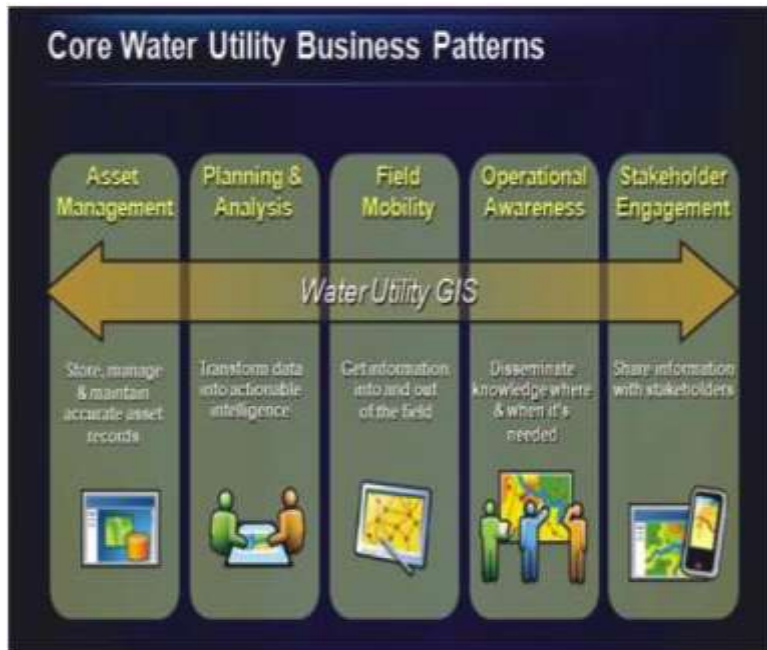 Core Water Utility Business Patterns
Asset
Management
Planning &
Analysis
Field
Mobility
Operational
Awareness
Stakeholder
Engagement
Water Utility GIS
Store, manage
& maintain
accurate asset
records
Transform data
into actionable
intelligence
Get information
into and out
of the field
Disseminate
knowledge where
& when it's
needed
Share information
with stakeholders